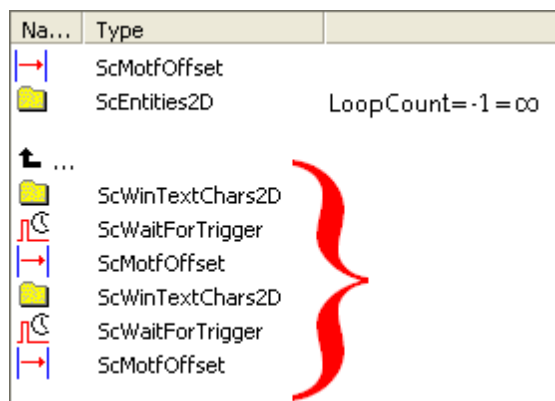 Na... Type
ScMotfOffset
ScEntities2D LoopCount=-1=∞
...
ScWinTextChars2D
ScWaitForTrigger
ScMotfOffset
ScWinTextChars2D
ScWaitForTrigger
ScMotfOffset